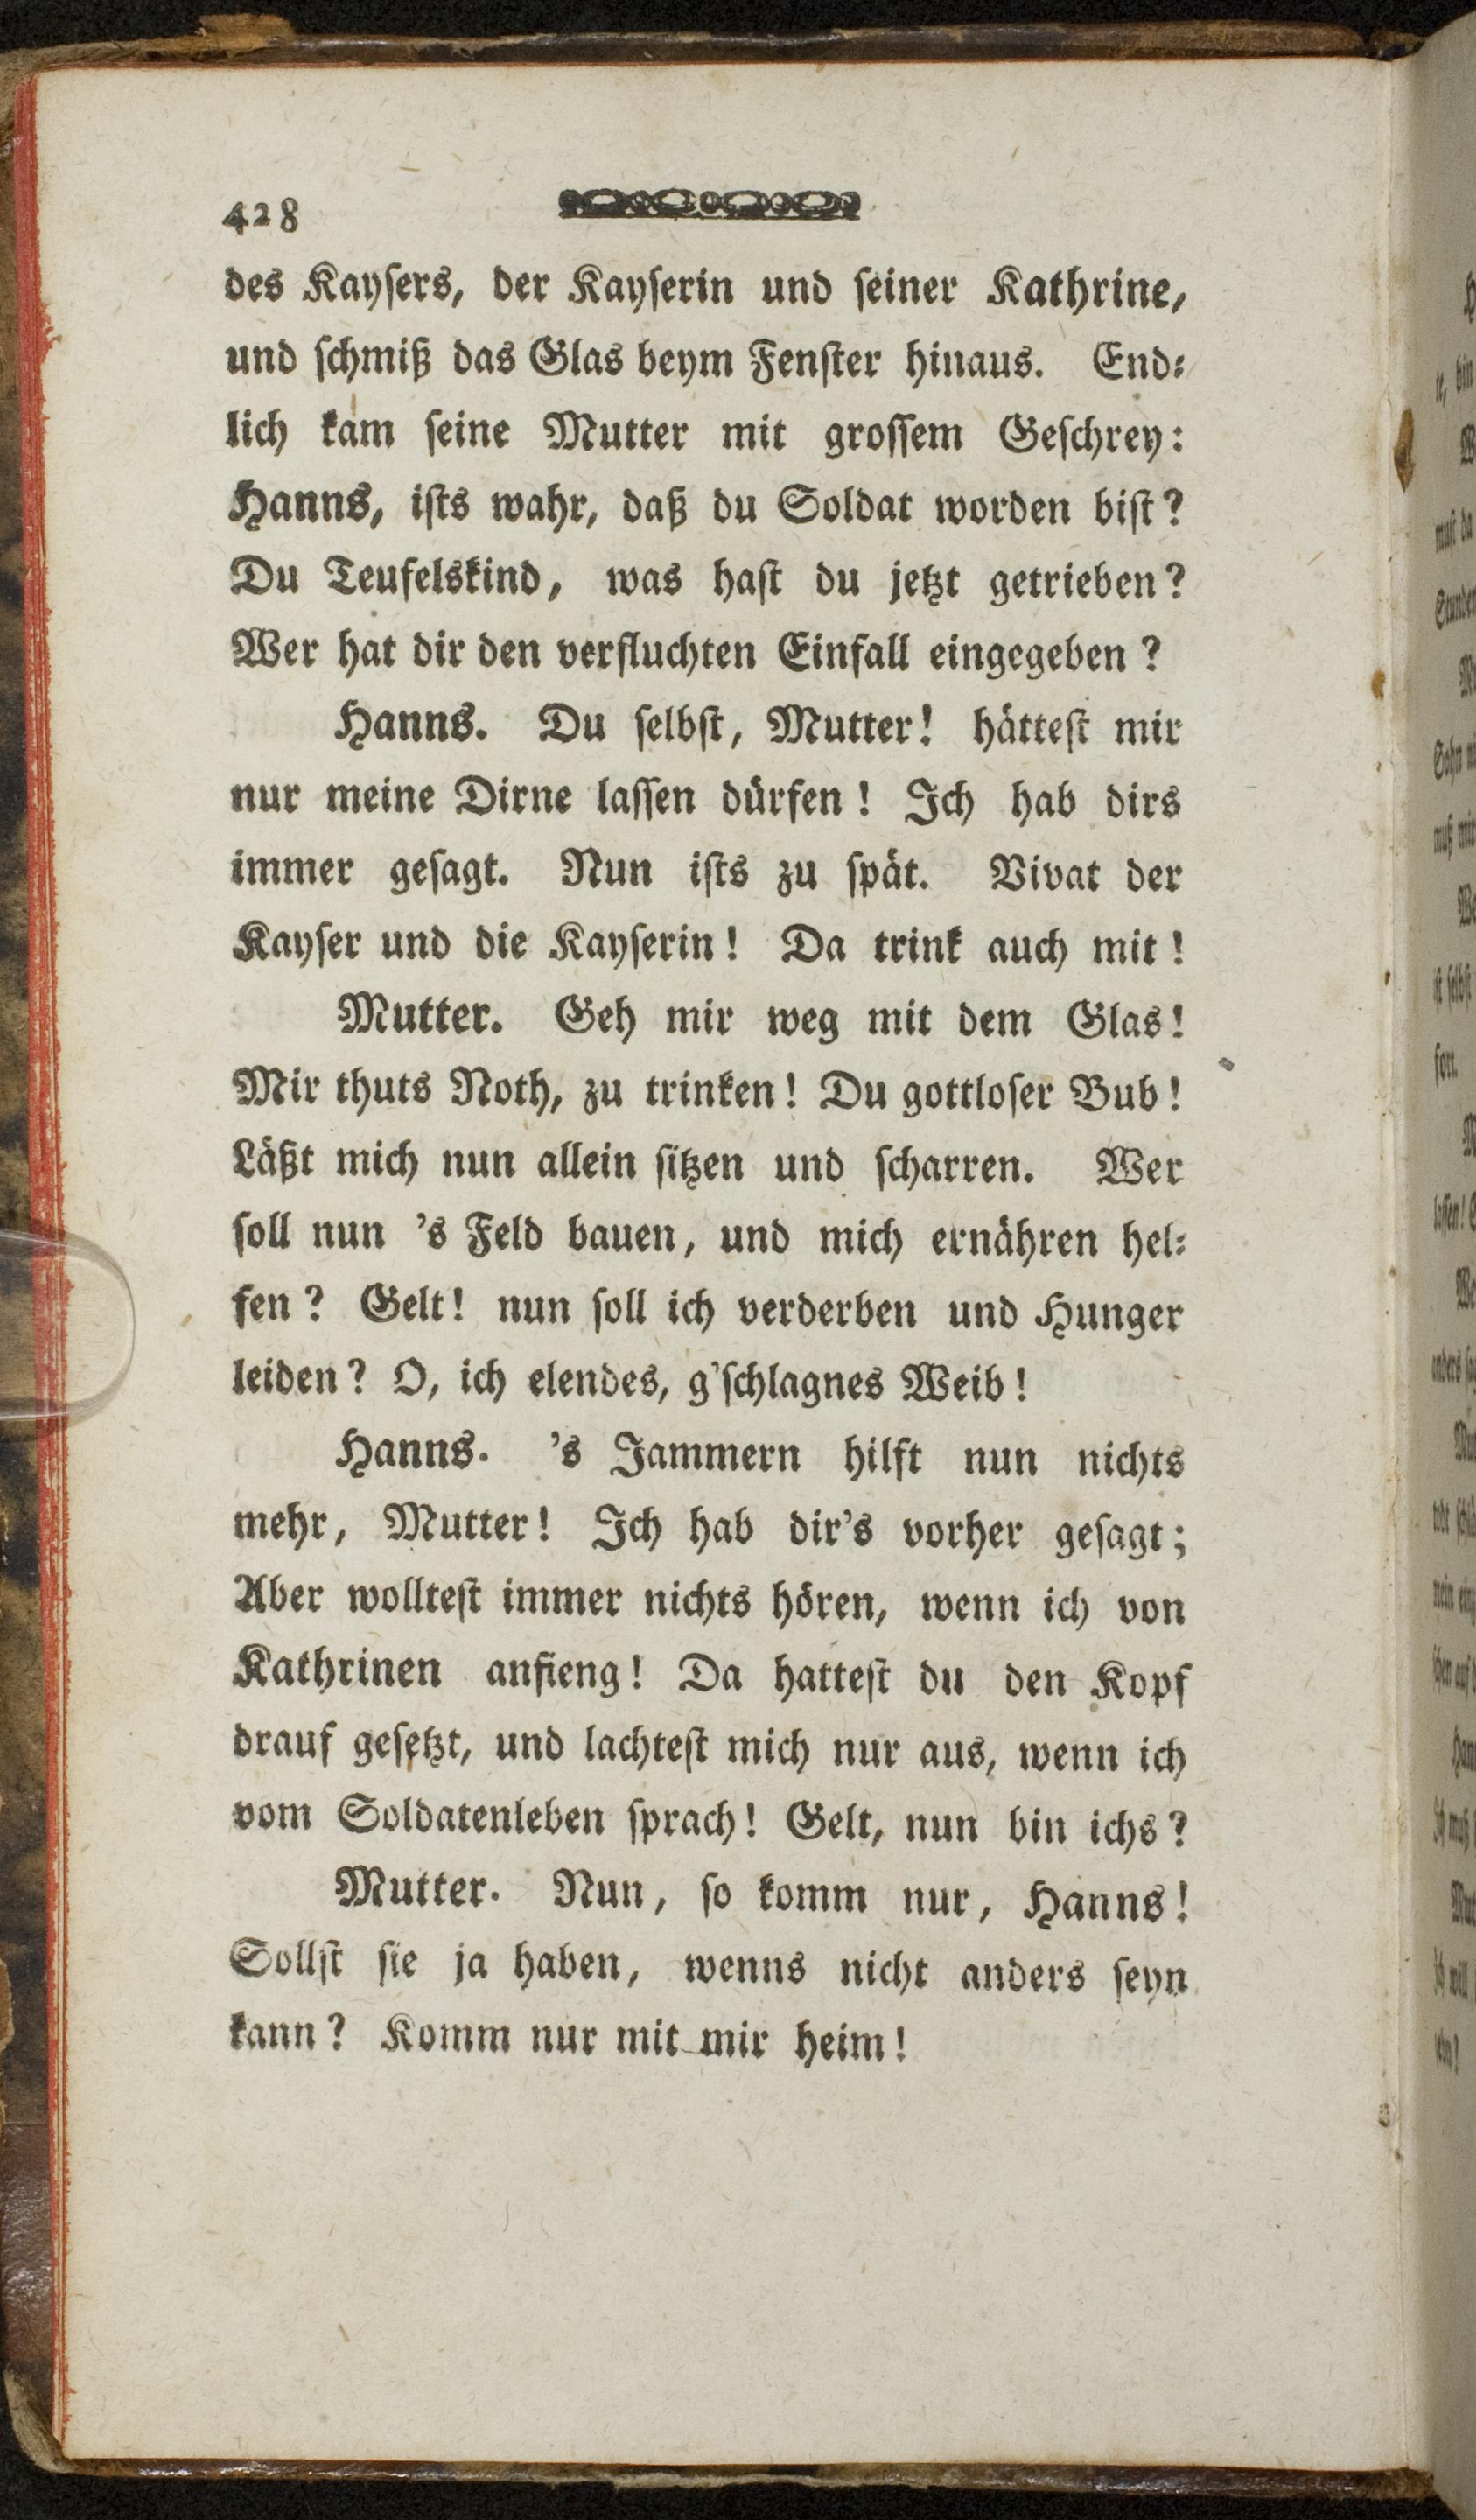 428
des Kayſers, der Kayſerin und ſeiner Kathrine,
und ſchmiß das Glas beym Fenſter hinaus. End⸗
lich kam ſeine Mutter mit groſſem Geſchrey:
Hanns, iſts wahr, daß du Soldat worden biſt?
Du Teufelskind, was haſt du jetzt getrieben?
Wer hat dir den verfluchten Einfall eingegeben?
Hanns. Du ſelbſt, Mutter! hätteſt mir
nur meine Dirne laſſen dürfen! Ich hab dirs
immer geſagt. Nun iſts zu ſpät. Vivat der
Kayſer und die Kayſerin! Da trink auch mit!
Mutter. Geh mir weg mit dem Glas!
Mir thuts Noth, zu trinken! Du gottloſer Bub!
Läßt mich nun allein ſitzen und ſcharren. Wer
ſoll nun 's Feld bauen, und mich ernähren hel⸗
fen? Gelt! nun ſoll ich verderben und Hunger
leiden? O, ich elendes, g'ſchlagnes Weib!
Hanns. 's Jammern hilft nun nichts
mehr, Mutter! Ich hab dir's vorher geſagt;
Aber wollteſt immer nichts hören, wenn ich von
Kathrinen anfieng! Da hatteſt du den Kopf
drauf geſetzt, und lachteſt mich nur aus, wenn ich
vom Soldatenleben ſprach! Gelt, nun bin ichs?
Mutter. Nun, ſo komm nur, Hanns!
Sollſt ſie ja haben, wenns nicht anders ſeyn
kann? Komm nur mit mir heim!